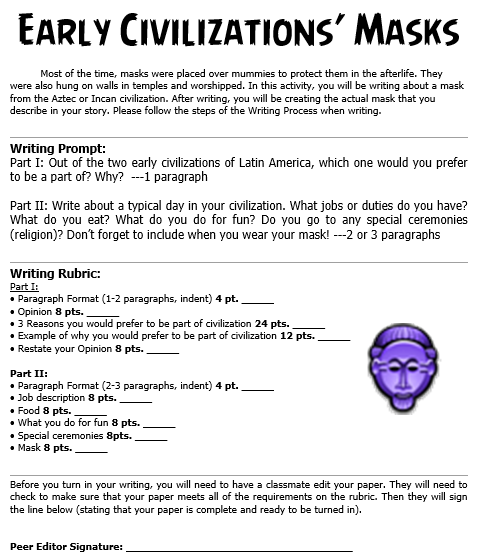 EARLY CIVILIZATIONS' MASKS
Most of the time, masks were placed over mummies to protect them in the afterlife. They
were also hung on walls in temples and worshipped. In this activity, you will be writing about a mask
from the Aztec or Incan civilization. After writing, you will be creating the actual mask that you
describe in your story. Please follow the steps of the Writing Process when writing.
Writing Prompt:
Part I: Out of the two early civilizations of Latin America, which one would you prefer
to be a part of? Why? ---1 paragraph
Part II: Write about a typical day in your civilization. What jobs or duties do you have?
What do you eat? What do you do for fun? Do you go to any special ceremonies
(religion)? Don't forget to include when you wear your mask! ---2 or 3 paragraphs
Writing Rubric:
Part I:
• Paragraph Format (1-2 paragraphs, indent) 4 pt. ______
• Opinion 8 pts. ______
• 3 Reasons you would prefer to be part of civilization 24 pts. ______
• Example of why you would prefer to be part of civilization 12 pts. ______
• Restate your Opinion 8 pts. ______
Part II:
• Paragraph Format (2-3 paragraphs, indent) 4 pt. ______
• Job description 8 pts. ______
• Food 8 pts. ______
• What you do for fun 8 pts. ______
• Special ceremonies 8pts. ______
• Mask 8 pts. ______
Before you turn in your writing, you will need to have a classmate edit your paper. They will need to
check to make sure that your paper meets all of the requirements on the rubric. Then they will sign
the line below (stating that your paper is complete and ready to be turned in).
Peer Editor Signature: ______________________________